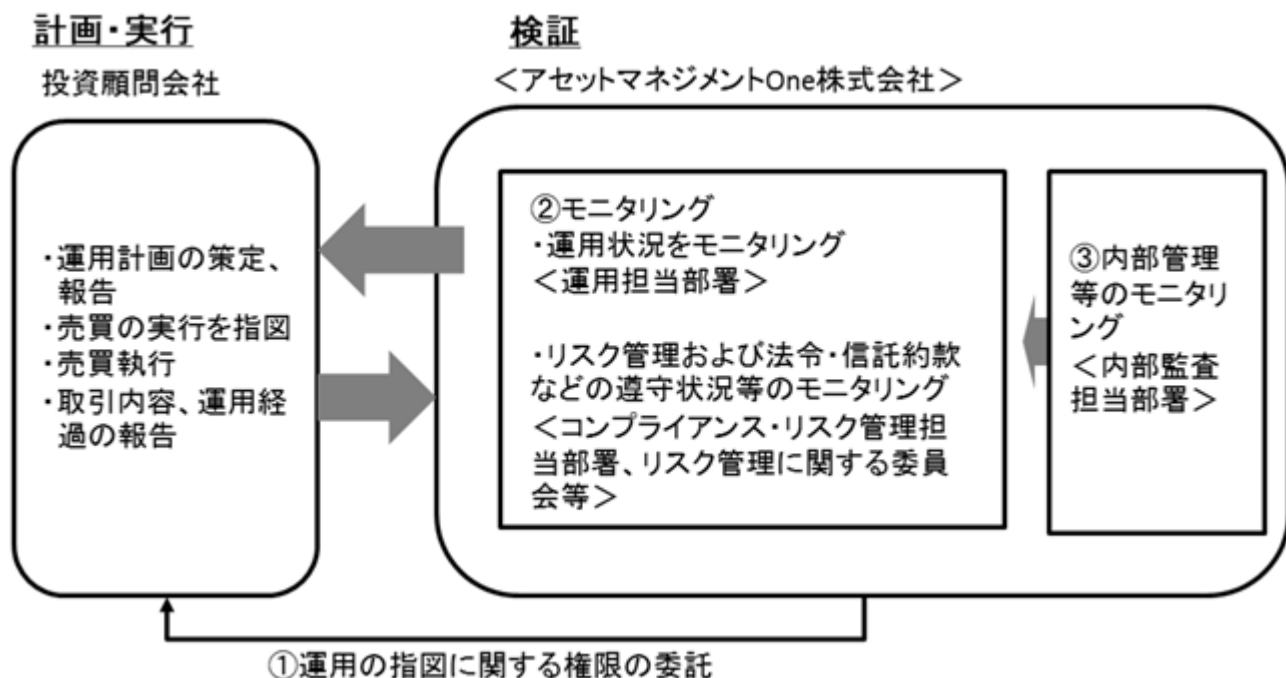 計画・実行
投資顧問会社
・運用計画の策定、
報告
・売買の実行を指図
・売買執行
・取引内容、運用経
過の報告
検証
＜アセットマネジメントOne株式会社＞
②モニタリング
・運用状況をモニタリング
＜運用担当部署＞
・リスク管理および法令・信託約款
などの遵守状況等のモニタリング
＜コンプライアンス・リスク管理担
当部署、リスク管理に関する委員
会等＞
③内部管理
等のモニタリ
ング
＜内部監査
担当部署＞
①運用の指図に関する権限の委託